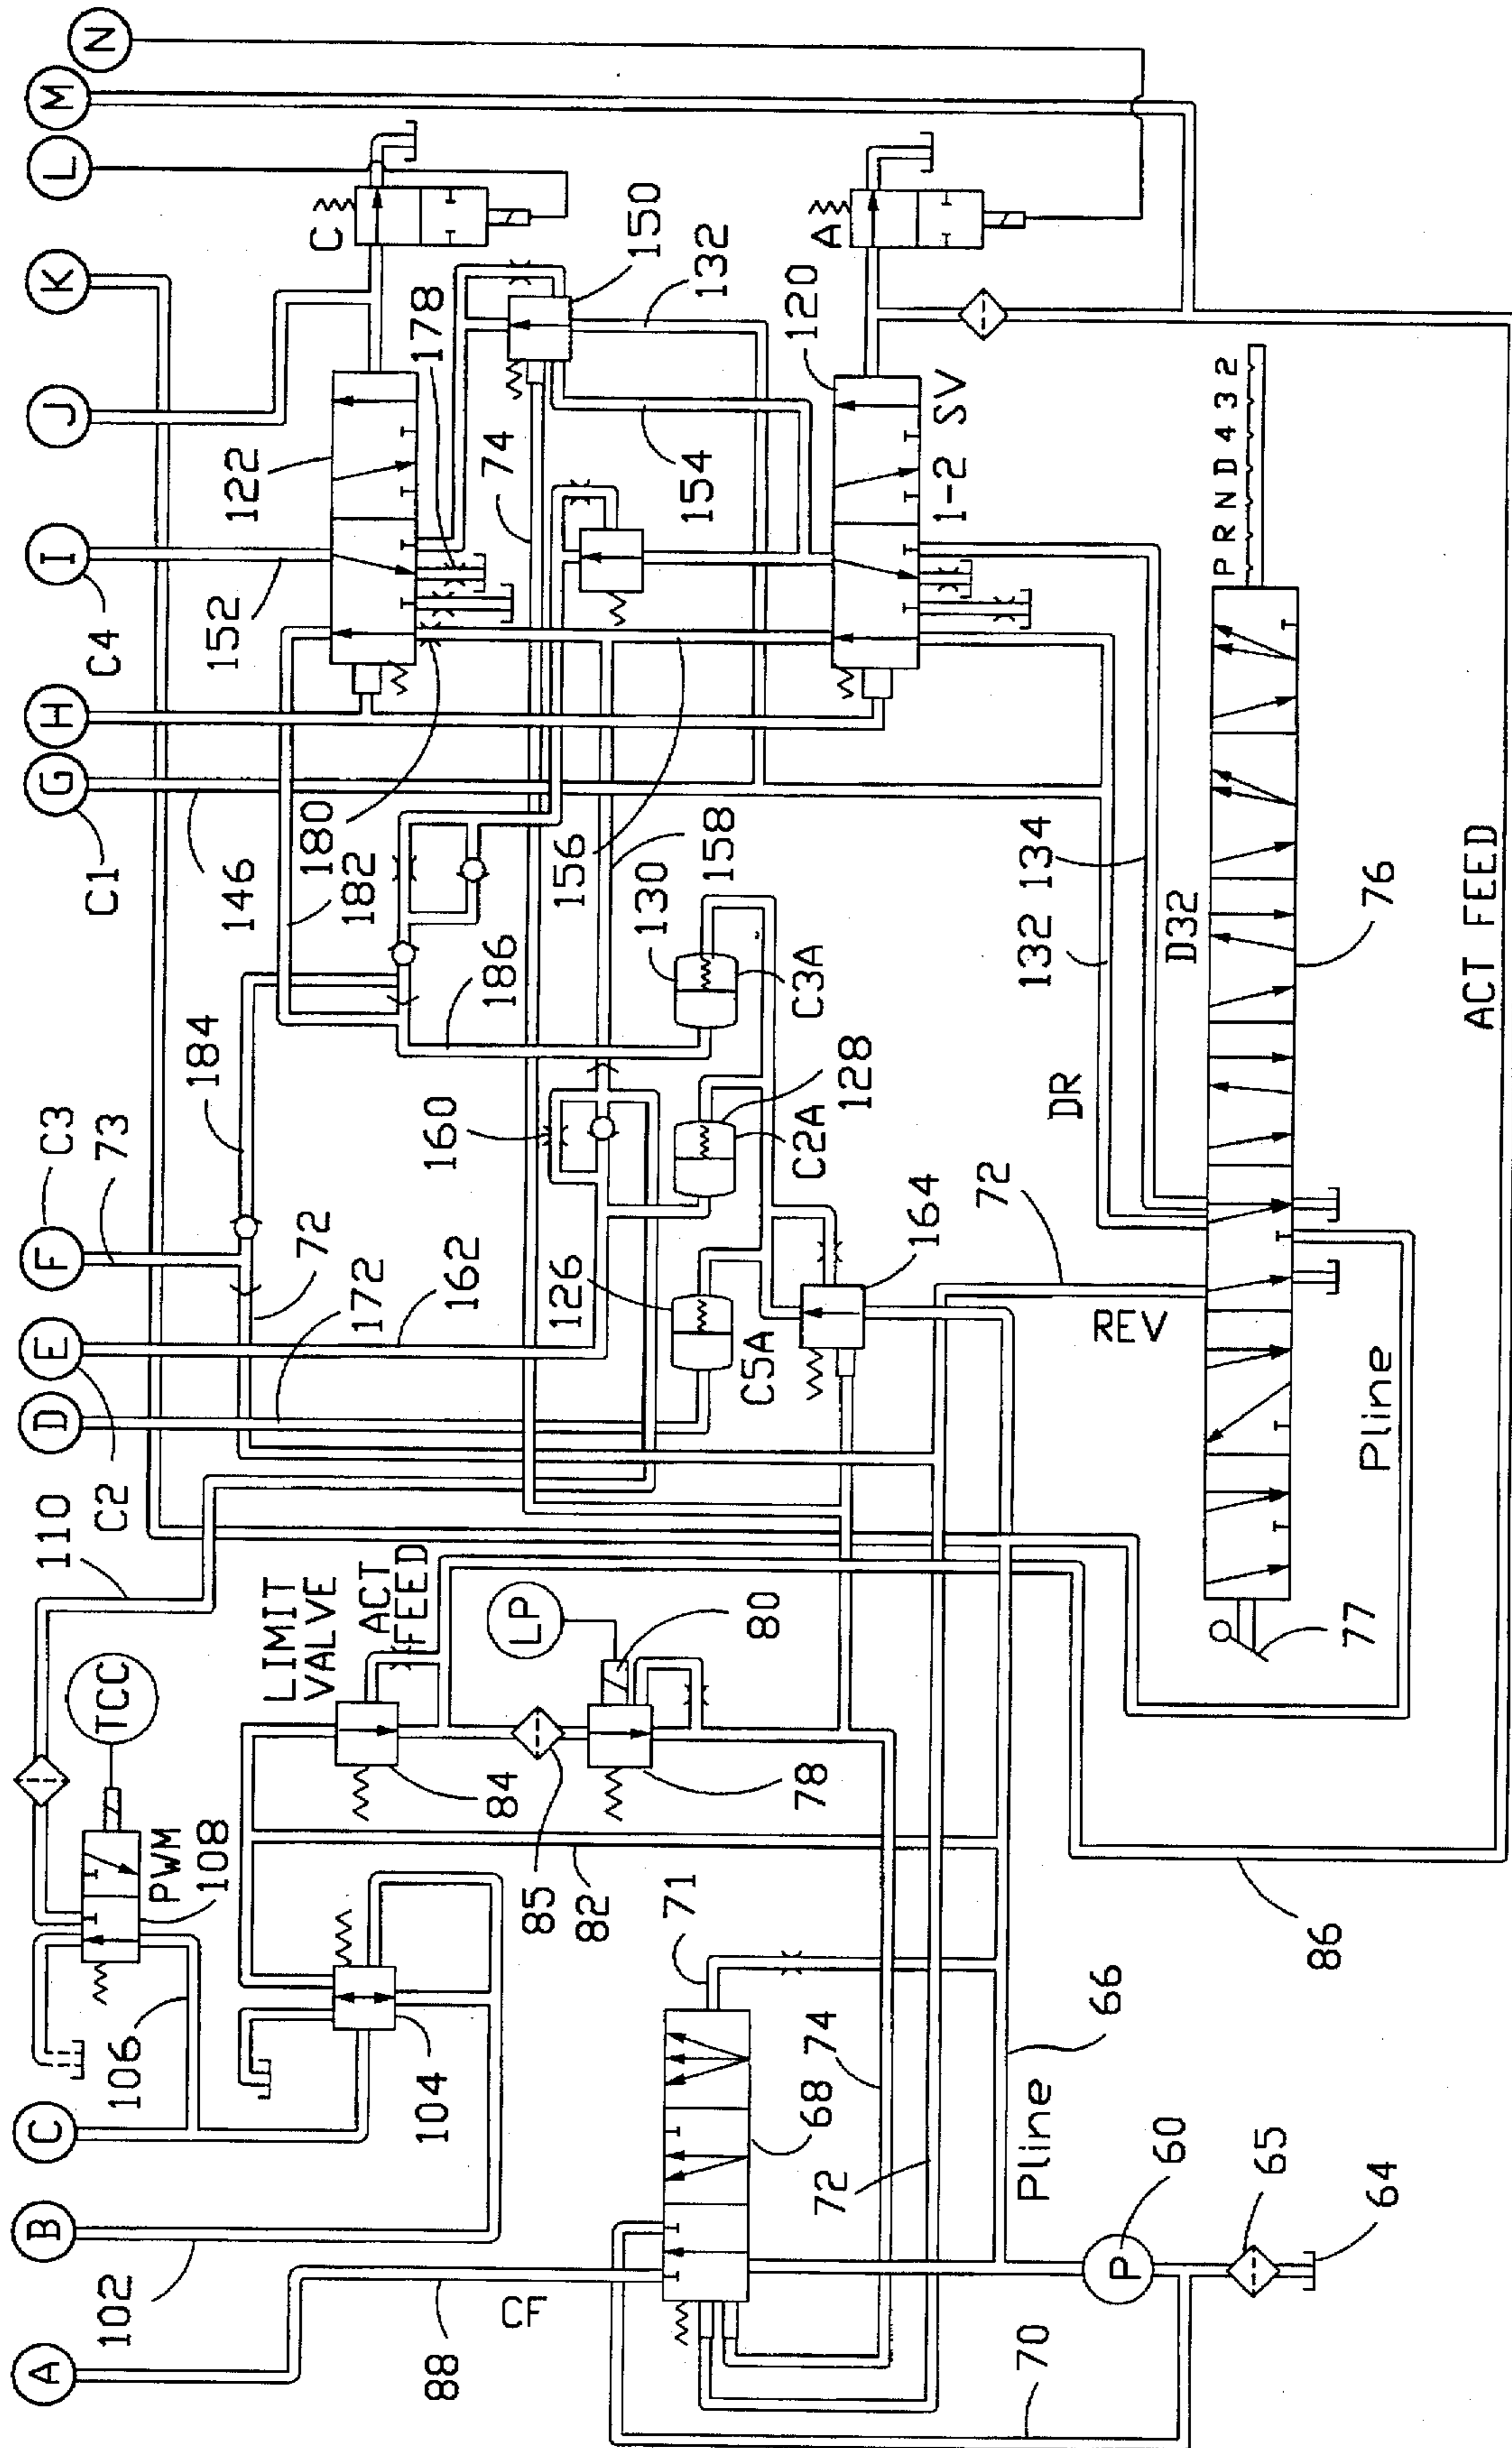 A
B
C
D
E
F
G
H
I
J
K
L
M
N
102
88
CF
106
PWM
108
TCC
110
C2
C3
73
184
C1
146
C4
152
122
C
178
150
104
LIMIT
VALVE
ACT
FEED
84
LP
80
85
82
78
172
72
162
160
126
C5A
128
C2A
130
C3A
158
186
182
180
156
74
154
132
120
A
1-2 SV
164
71
68
74
72
66
Pline
60
P
65
64
70
86
77
Pline
REV
72
DR
132
134
D32
76
P R N D 4 3 2
ACT FEED